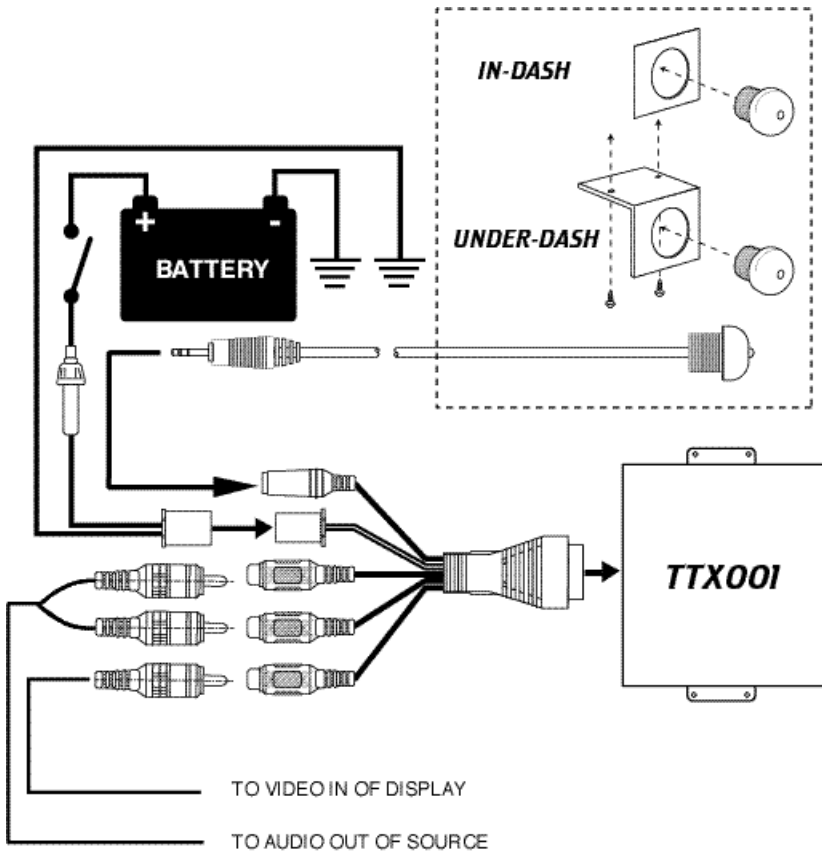 IN-DASH
UNDER-DASH
+ -
BATTERY
TTX001
TO VIDEO IN OF DISPLAY
TO AUDIO OUT OF SOURCE